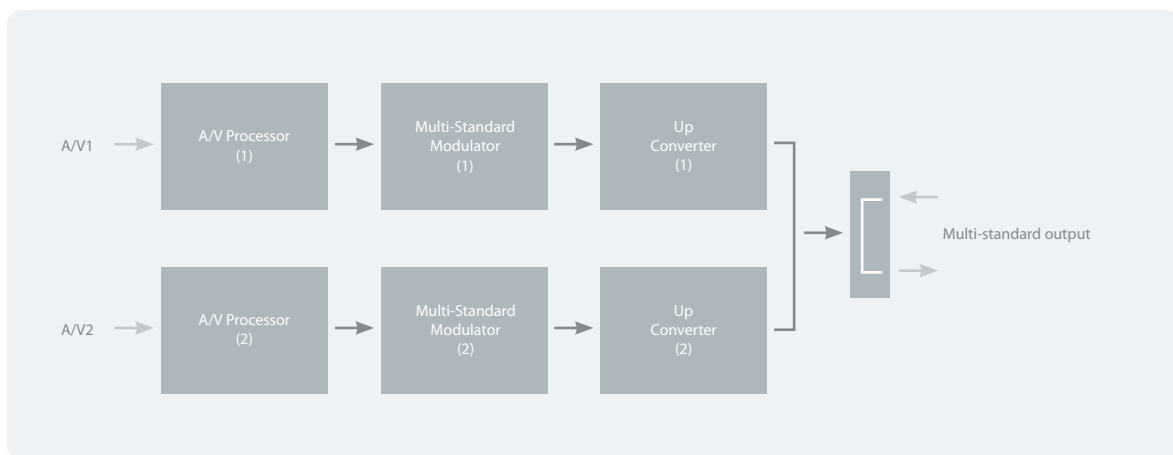 A/V1
A/V Processor
(1)
Multi-Standard
Modulator
(1)
Up
Converter
(1)
Multi-standard output
A/V2
A/V Processor
(2)
Multi-Standard
Modulator
(2)
Up
Converter
(2)